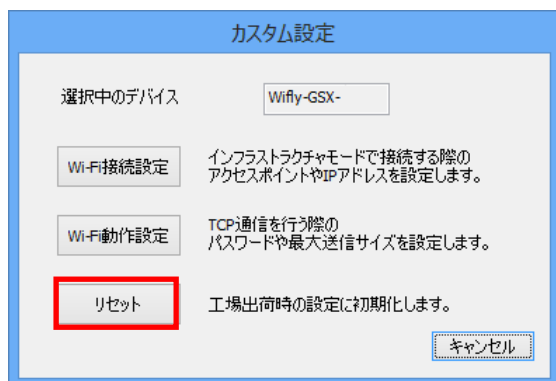 カスタム設定
選択中のデバイス
Wifly-GSX-
Wi-Fi接続設定
インフラストラクチャモードで接続する際の
アクセスポイントやIPアドレスを設定します。
Wi-Fi動作設定
TCP通信を行う際の
パスワードや最大送信サイズを設定します。
リセット
工場出荷時の設定に初期化します。
キャンセル